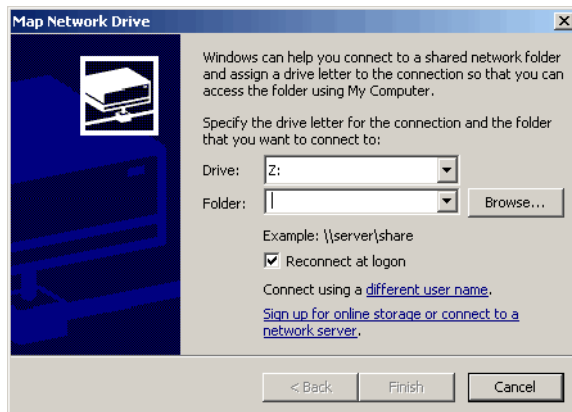 Map Network Drive
Windows can help you connect to a shared network folder
and assign a drive letter to the connection so that you can
access the folder using My Computer.
Specify the drive letter for the connection and the folder
that you want to connect to:
Drive: Z:
Folder: Browse...
Example: \\server\share
Reconnect at logon
Connect using a different user name.
Sign up for online storage or connect to a
network server.
< Back Finish Cancel